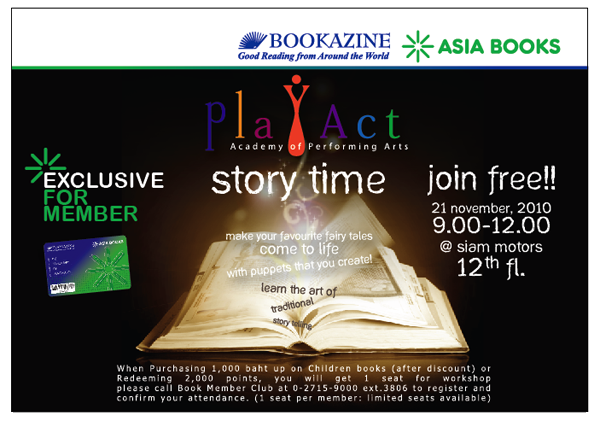 BOOKAZINE
Good Reading from Around the World
ASIA BOOKS
PlayAct
Academy of Performing Arts
EXCLUSIVE
FOR
MEMBER
story time
make your favourite fairy tales
come to life
with puppets that you create!
learn the art of
traditional
story telling
join free!!
21 november, 2010
9.00-12.00
@ siam motors
12th fl.
BOOKAZINE
ASIA BOOKS
When Purchasing 1,000 baht up on Children books (after discount) or
Redeeming 2,000 points, you will get 1 seat for workshop
please call Book Member Club at 0-2715-9000 ext.3806 to register and
confirm your attendance. (1 seat per member: limited seats available)